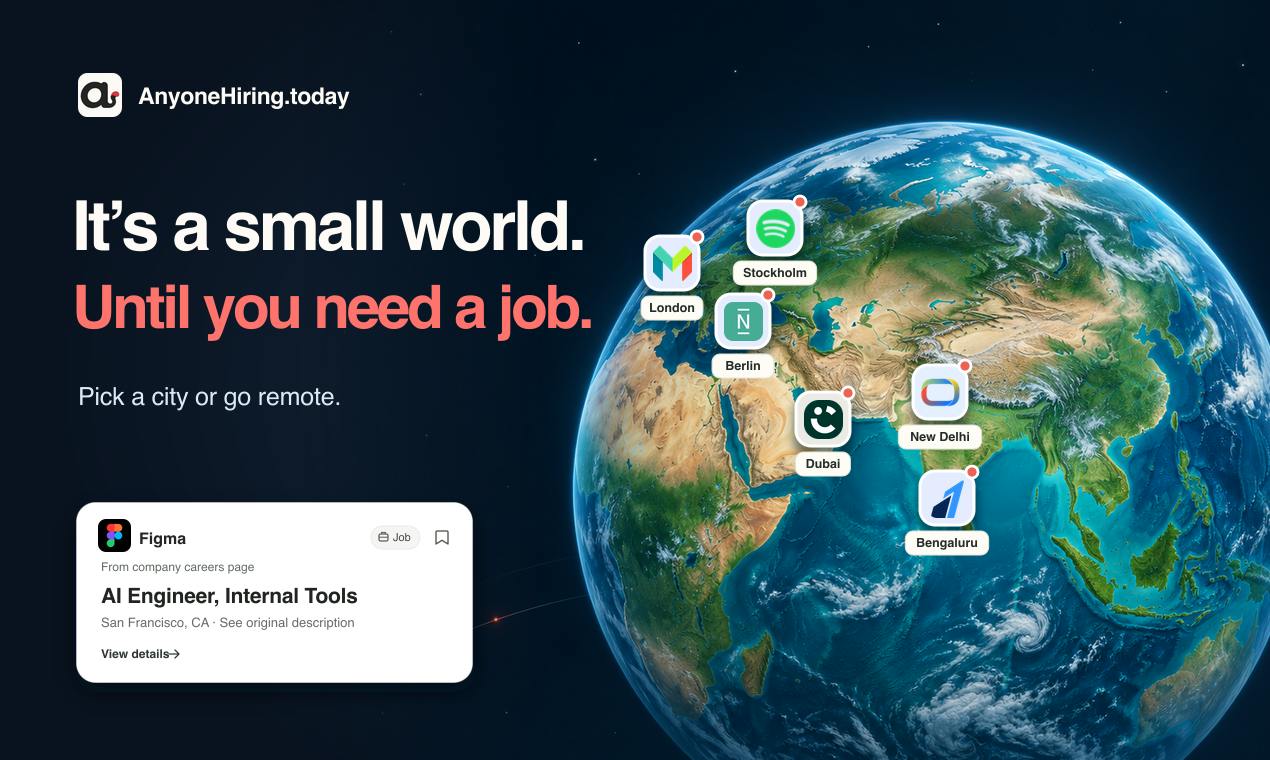 AnyoneHiring.today
It's a small world.
Until you need a job.
Pick a city or go remote.
Stockholm
London
N
Berlin
Dubai
New Delhi
Bengaluru
Figma
Job
From company careers page
AI Engineer, Internal Tools
San Francisco, CA · See original description
View details→